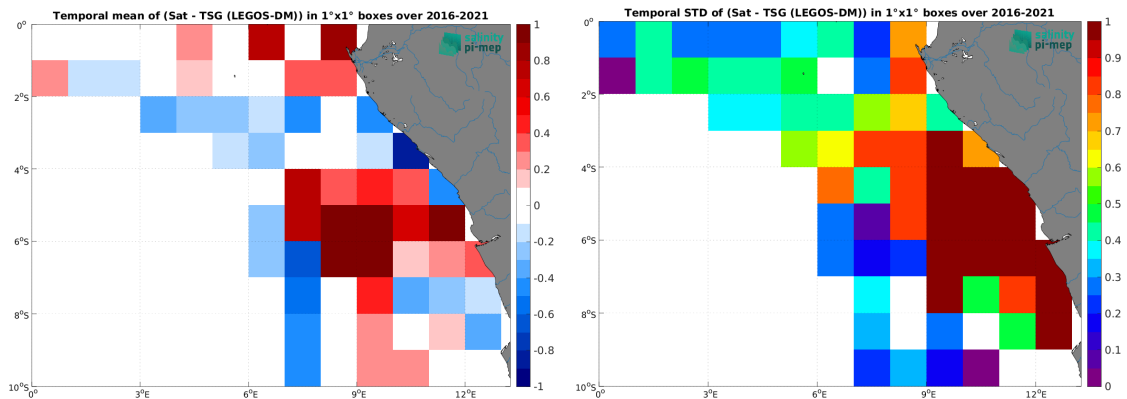 Temporal mean of (Sat - TSG (LEGOS-DM)) in 1°x1° boxes over 2016-2021
salinity
pi-mep
0°
2°S
4°S
6°S
8°S
10°S
0°
3°E
6°E
9°E
12°E
1
0.8
0.6
0.4
0.2
0
-0.2
-0.4
-0.6
-0.8
-1
Temporal STD of (Sat - TSG (LEGOS-DM)) in 1°x1° boxes over 2016-2021
salinity
pi-mep
0°
2°S
4°S
6°S
8°S
10°S
0°
3°E
6°E
9°E
12°E
1
0.9
0.8
0.7
0.6
0.5
0.4
0.3
0.2
0.1
0